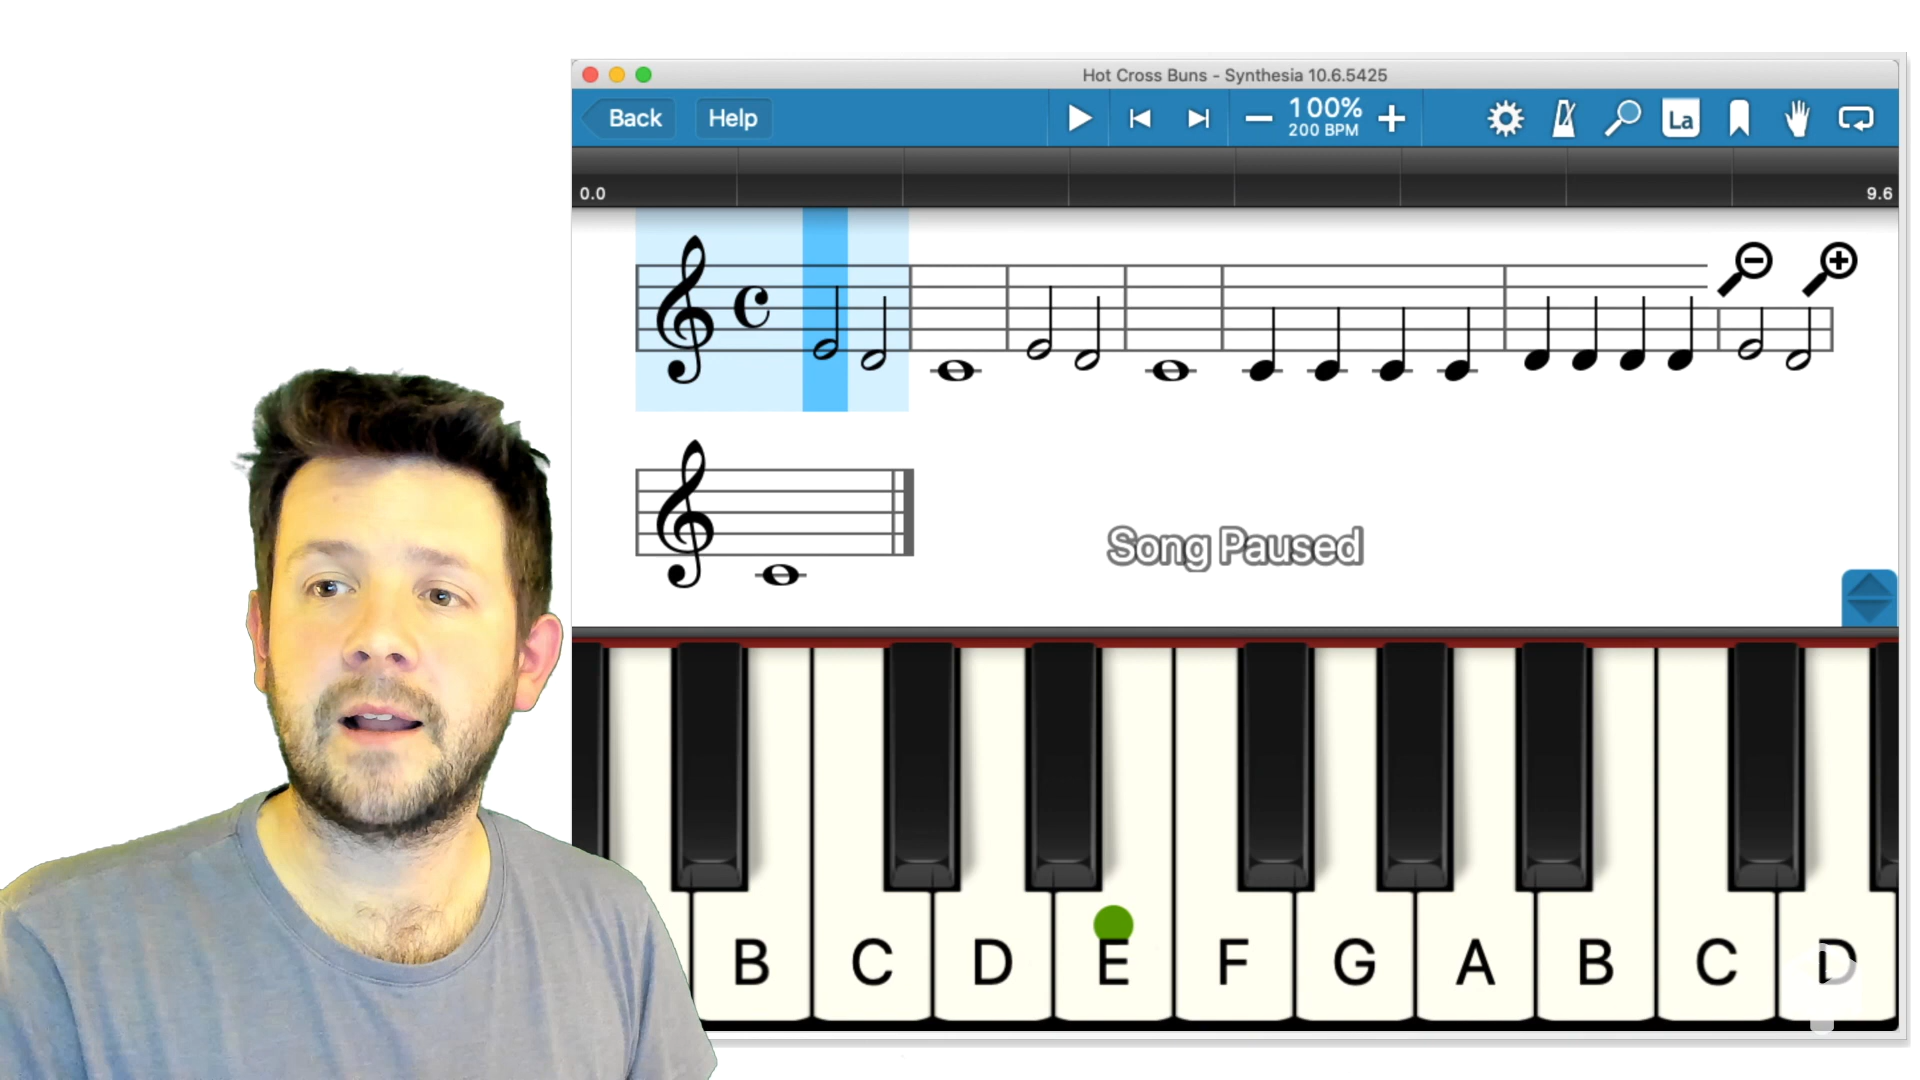 Hot Cross Buns - Synthesia 10.6.5425
Back
Help
100%
200 BPM
La
0.0
9.6
Song Paused
B C D E F G A B C D